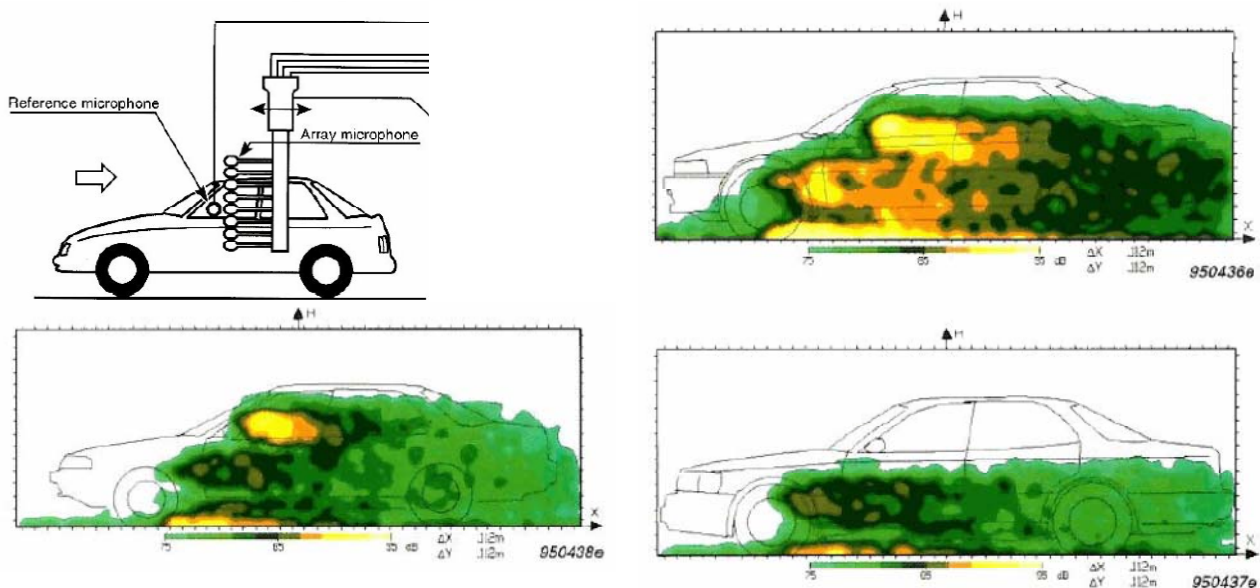 Reference microphone
Array microphone
H
X
75 85 95 dB ΔX .112m
ΔY .112m
950436e
H
X
75 85 95 dB ΔX .112m
ΔY .112m
950438e
H
X
75 85 95 dB ΔX .112m
ΔY .112m
950437e